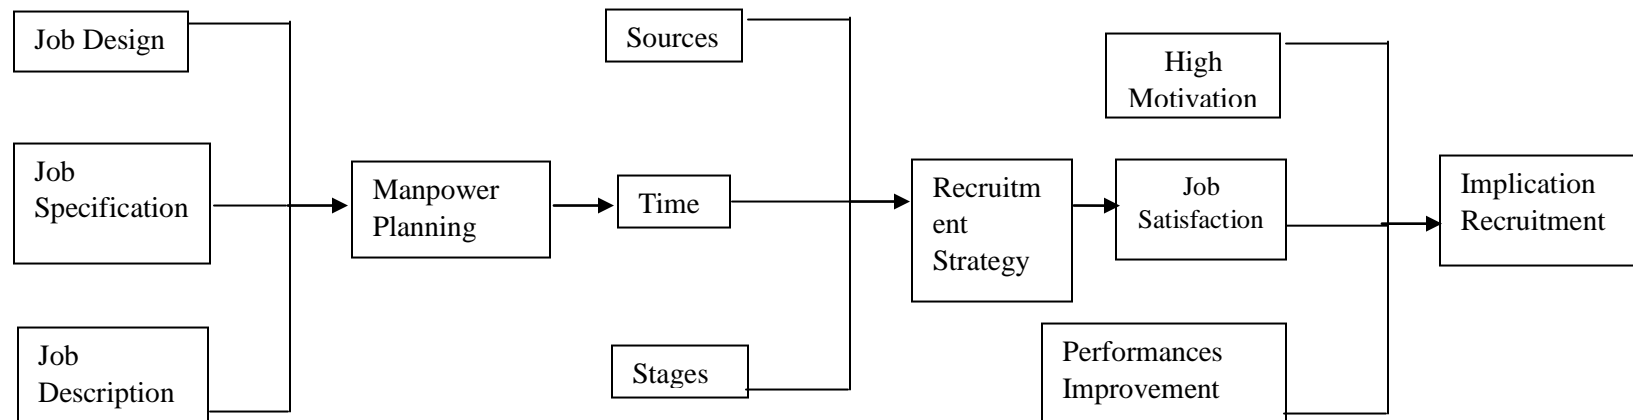 Job Design
Job
Specification
Job
Description
Manpower
Planning
Sources
Time
Stages
Recruitm
ent
Strategy
High
Motivation
Job
Satisfaction
Performances
Improvement
Implication
Recruitment